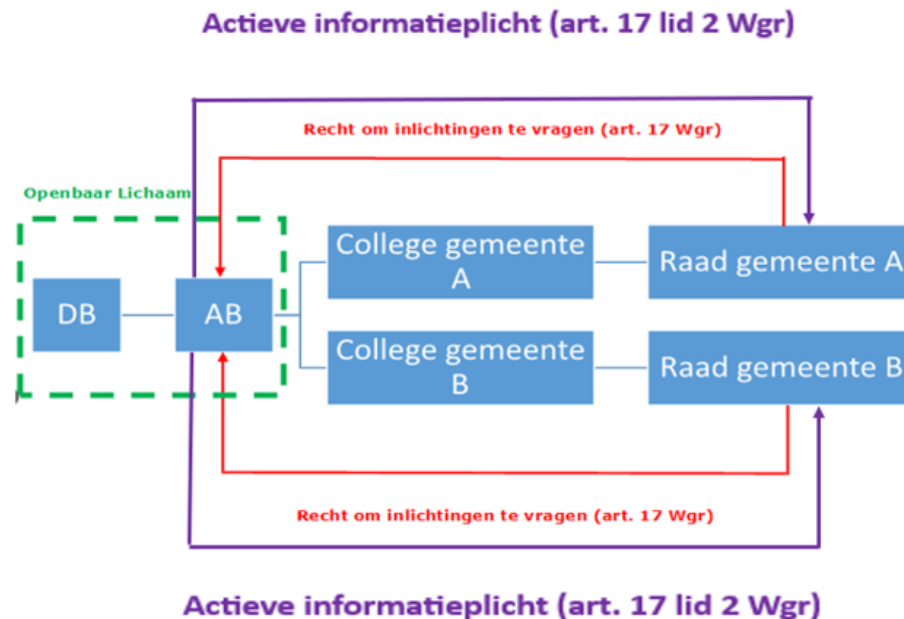 Actieve informatieplicht (art. 17 lid 2 Wgr)
Recht om inlichtingen te vragen (art. 17 Wgr)
Openbaar Lichaam
College gemeente
A
Raad gemeente A
DB
AB
College gemeente
B
Raad gemeente B
Recht om inlichtingen te vragen (art. 17 Wgr)
Actieve informatieplicht (art. 17 lid 2 Wgr)